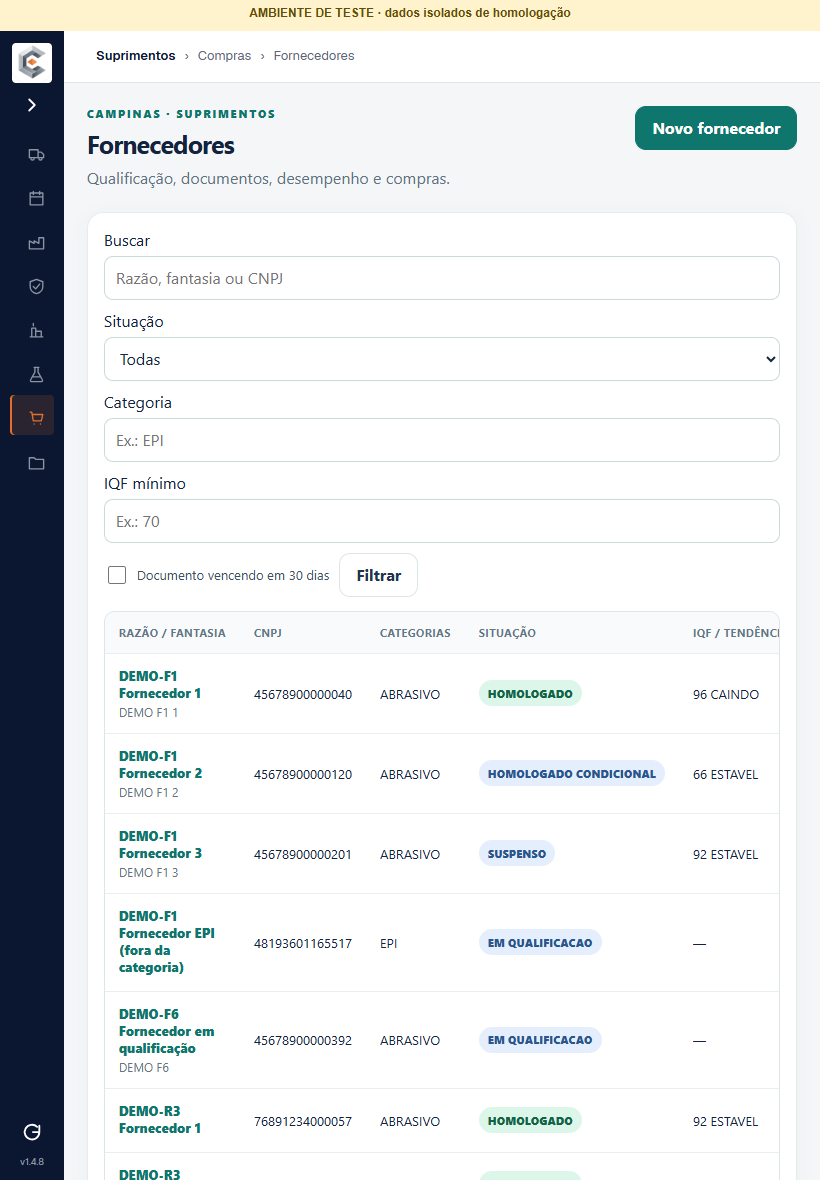 AMBIENTE DE TESTE · dados isolados de homologação
Suprimentos › Compras › Fornecedores
CAMPINAS · SUPRIMENTOS
Fornecedores
Novo fornecedor
Qualificação, documentos, desempenho e compras.
Buscar
Razão, fantasia ou CNPJ
Situação
Todas
Categoria
Ex.: EPI
IQF mínimo
Ex.: 70
Documento vencendo em 30 dias
Filtrar
RAZÃO / FANTASIA CNPJ CATEGORIAS SITUAÇÃO IQF / TENDÊNCI
DEMO-F1
Fornecedor 1
DEMO F1 1
45678900000040 ABRASIVO HOMOLOGADO 96 CAINDO
DEMO-F1
Fornecedor 2
DEMO F1 2
45678900000120 ABRASIVO HOMOLOGADO CONDICIONAL 66 ESTAVEL
DEMO-F1
Fornecedor 3
DEMO F1 3
45678900000201 ABRASIVO SUSPENSO 92 ESTAVEL
DEMO-F1
Fornecedor EPI
(fora da
categoria)
48193601165517 EPI EM QUALIFICACAO —
DEMO-F6
Fornecedor em
qualificação
DEMO F6
45678900000392 ABRASIVO EM QUALIFICACAO —
DEMO-R3
Fornecedor 1
76891234000057 ABRASIVO HOMOLOGADO 92 ESTAVEL
DEMO-R3
v1.4.8